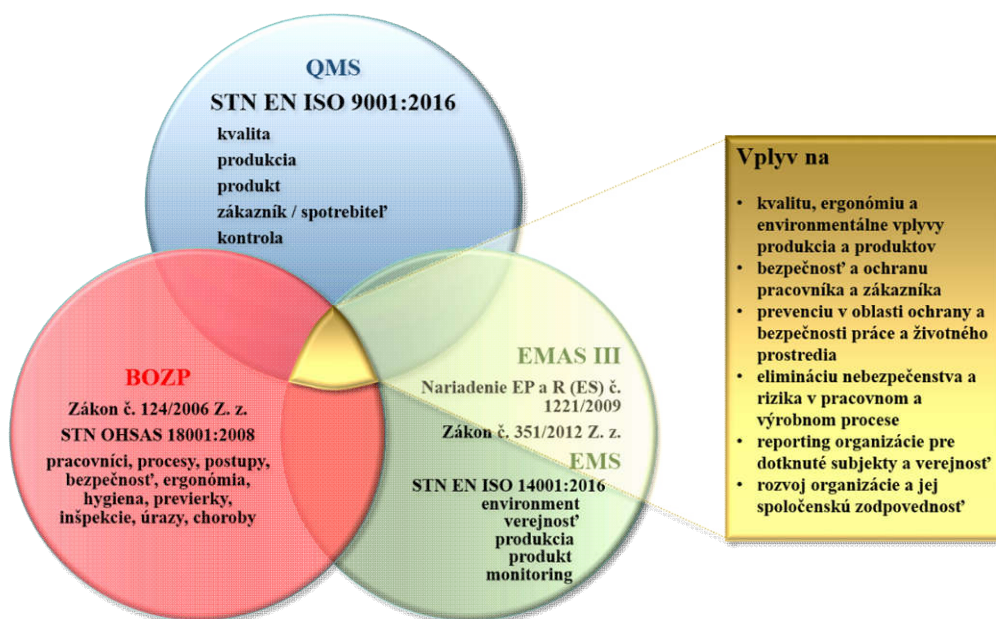 QMS
STN EN ISO 9001:2016
kvalita
produkcia
produkt
zákazník / spotrebiteľ
kontrola
BOZP
Zákon č. 124/2006 Z. z.
STN OHSAS 18001:2008
pracovníci, procesy, postupy,
bezpečnosť, ergonómia,
hygiena, previerky,
inšpekcie, úrazy, choroby
EMAS III
Nariadenie EP a R (ES) č.
1221/2009
Zákon č. 351/2012 Z. z.
EMS
STN EN ISO 14001:2016
environment
verejnosť
produkcia
produkt
monitoring
Vplyv na
• kvalitu, ergonómiu a
environmentálne vplyvy
produkcia a produktov
• bezpečnosť a ochranu
pracovníka a zákazníka
• prevenciu v oblasti ochrany a
bezpečnosti práce a životného
prostredia
• elimináciu nebezpečenstva a
rizika v pracovnom a
výrobnom procese
• reporting organizácie pre
dotknuté subjekty a verejnosť
• rozvoj organizácie a jej
spoločenskú zodpovednosť